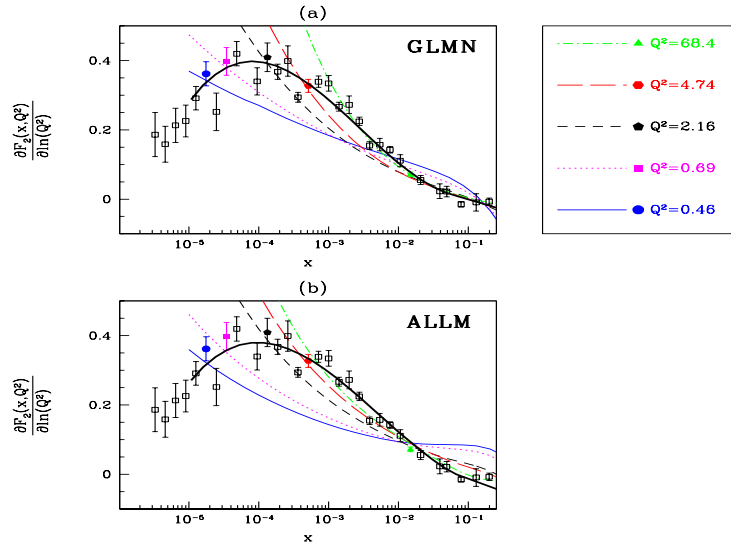 (a)
GLMN
0.4
0.2
0
∂F₂(x,Q²)
∂ln(Q²)
10⁻⁵ 10⁻⁴ 10⁻³ 10⁻² 10⁻¹
x
Q²=68.4
Q²=4.74
Q²=2.16
Q²=0.69
Q²=0.46
(b)
ALLM
0.4
0.2
0
∂F₂(x,Q²)
∂ln(Q²)
10⁻⁵ 10⁻⁴ 10⁻³ 10⁻² 10⁻¹
x